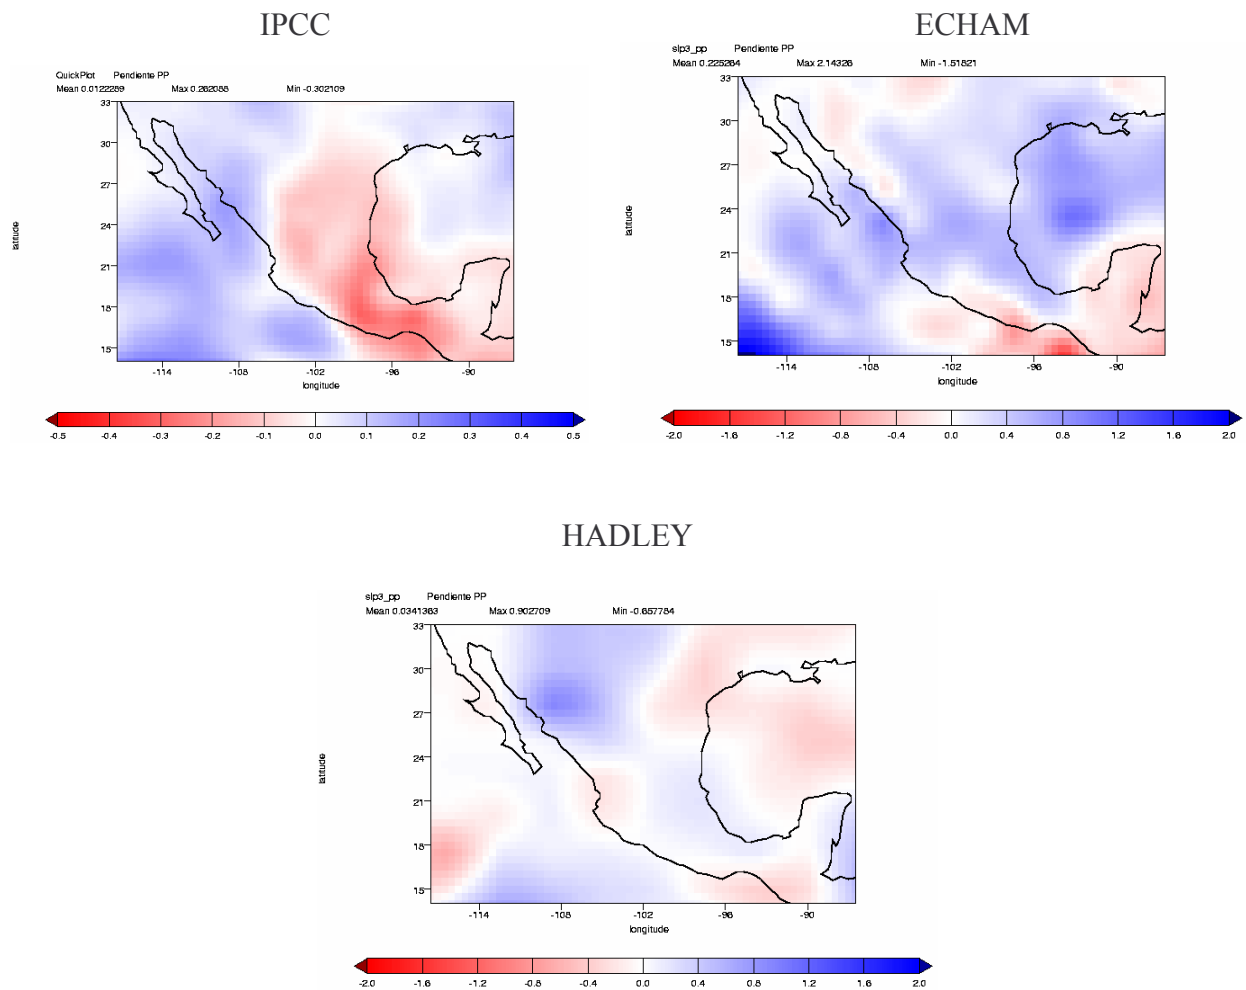 IPCC
QuickPlot Pendiente PP
Mean 0.0122289 Max 0.262088 Min -0.302109
33
30
27
24
21
18
15
latitude
-114 -108 -102 -96 -90
longitude
-0.5 -0.4 -0.3 -0.2 -0.1 0.0 0.1 0.2 0.3 0.4 0.5
ECHAM
slp3_pp Pendiente PP
Mean 0.225264 Max 2.14326 Min -1.51821
33
30
27
24
21
18
15
latitude
-114 -108 -102 -96 -90
longitude
-2.0 -1.6 -1.2 -0.8 -0.4 0.0 0.4 0.8 1.2 1.6 2.0
HADLEY
slp3_pp Pendiente PP
Mean 0.0341363 Max 0.902709 Min -0.657784
33
30
27
24
21
18
15
latitude
-114 -108 -102 -96 -90
longitude
-2.0 -1.6 -1.2 -0.8 -0.4 0.0 0.4 0.8 1.2 1.6 2.0